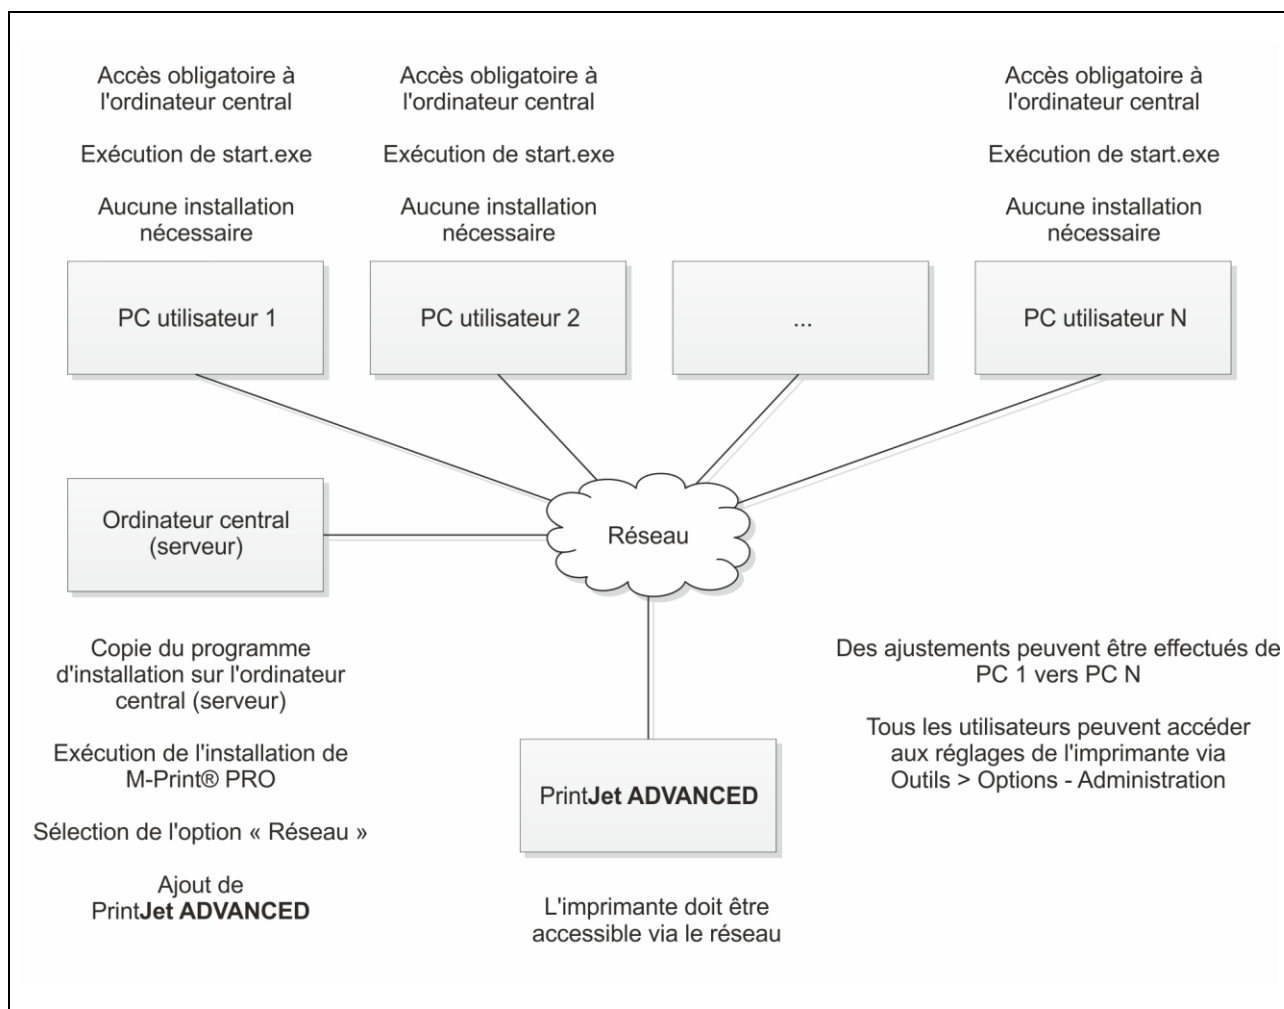 Accès obligatoire à
l'ordinateur central
Exécution de start.exe
Aucune installation
nécessaire
Accès obligatoire à
l'ordinateur central
Exécution de start.exe
Aucune installation
nécessaire
Accès obligatoire à
l'ordinateur central
Exécution de start.exe
Aucune installation
nécessaire
PC utilisateur 1
PC utilisateur 2
...
PC utilisateur N
Ordinateur central
(serveur)
Réseau
Copie du programme
d'installation sur l'ordinateur
central (serveur)
Exécution de l'installation de
M-Print® PRO
Sélection de l'option « Réseau »
Ajout de
PrintJet ADVANCED
PrintJet ADVANCED
L'imprimante doit être
accessible via le réseau
Des ajustements peuvent être effectués de
PC 1 vers PC N
Tous les utilisateurs peuvent accéder
aux réglages de l'imprimante via
Outils > Options - Administration